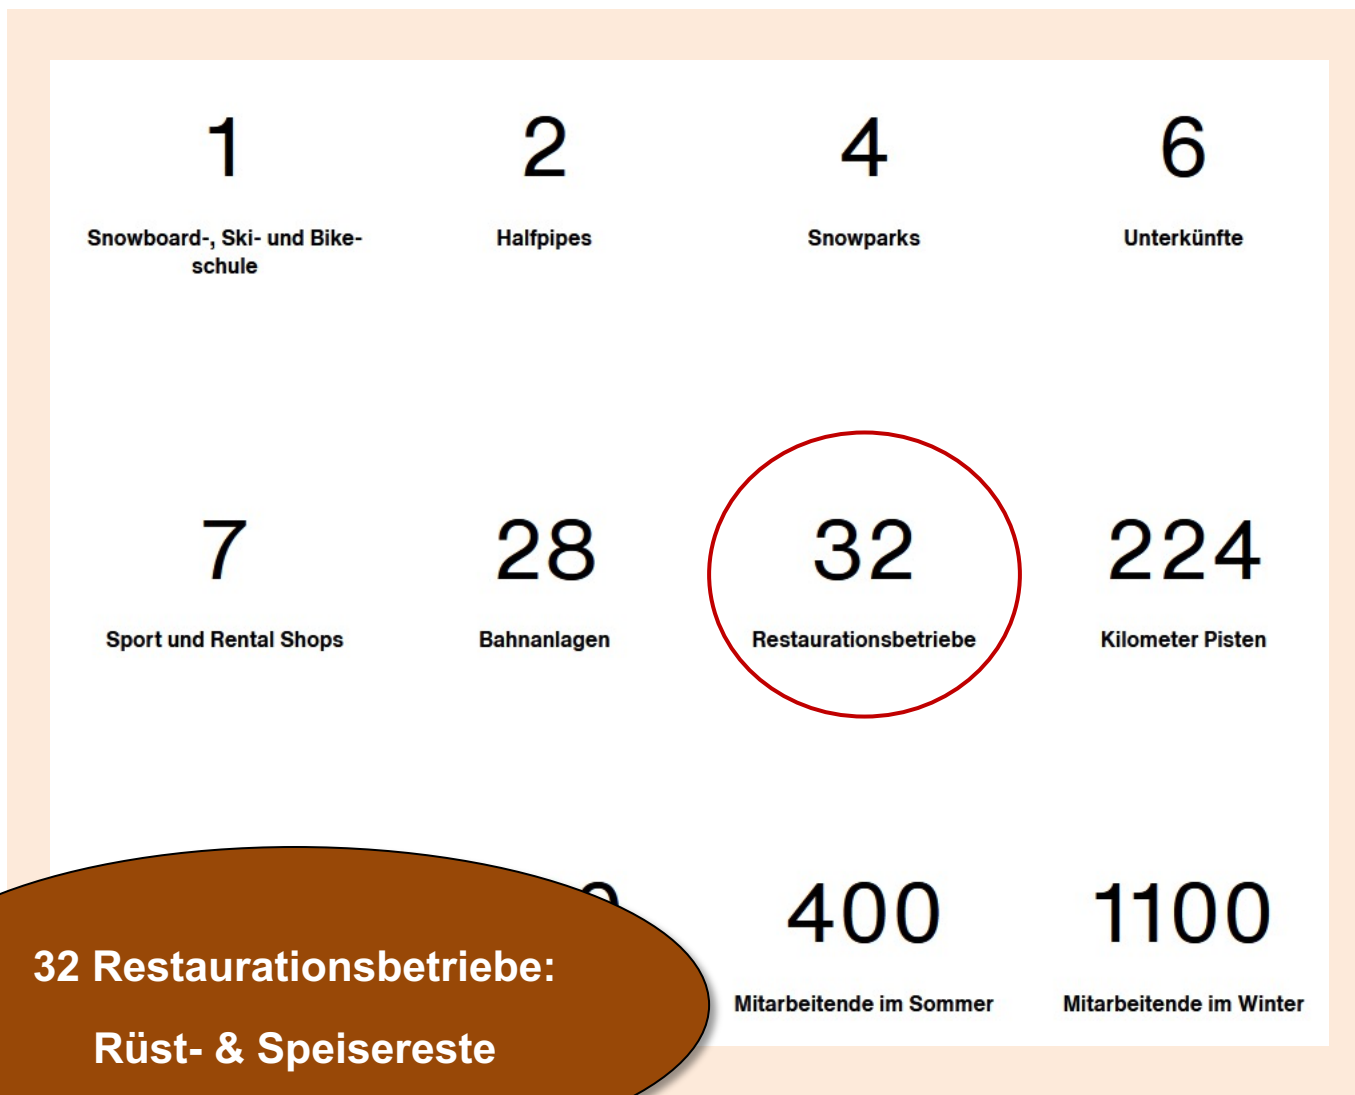 1
2
4
6
Snowboard-, Ski- und Bike-
schule
Halfpipes
Snowparks
Unterkünfte
7
28
32
224
Sport und Rental Shops
Bahnanlagen
Restaurationsbetriebe
Kilometer Pisten
400
1100
Mitarbeitende im Sommer
Mitarbeitende im Winter
32 Restaurationsbetriebe:
Rüst- & Speisereste